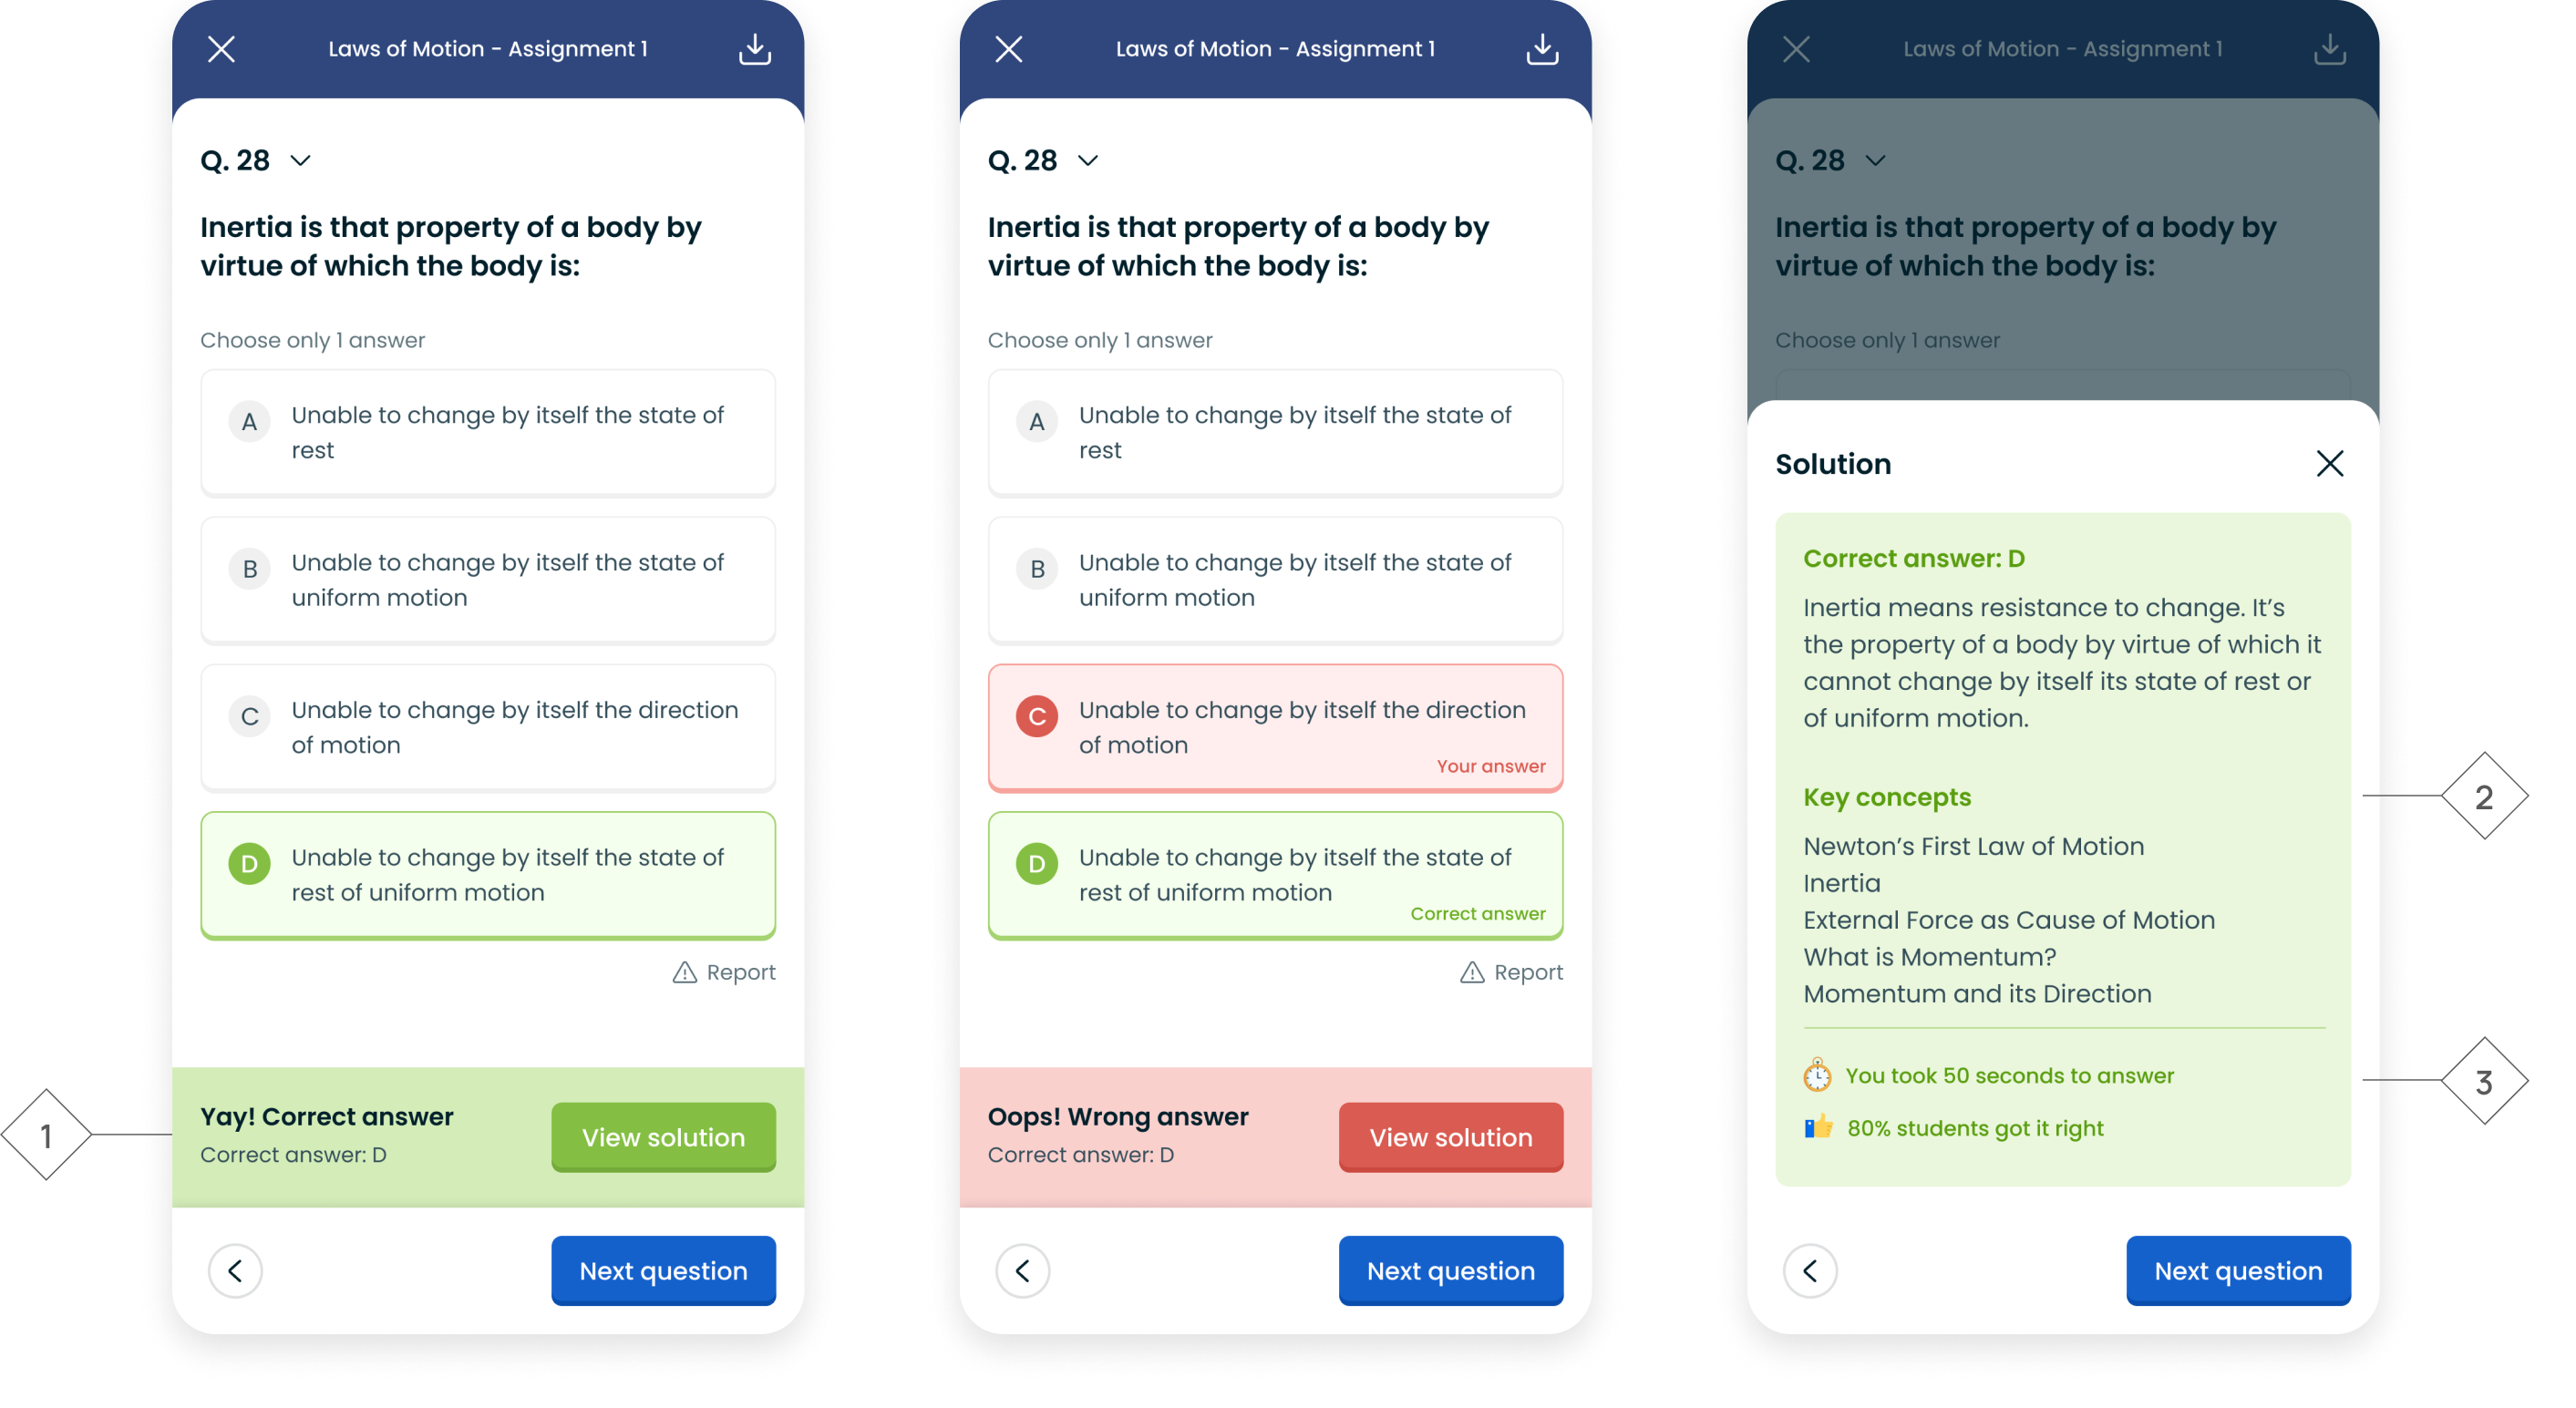 Laws of Motion - Assignment 1
Q. 28
Inertia is that property of a body by
virtue of which the body is:
Choose only 1 answer
A
Unable to change by itself the state of
rest
B
Unable to change by itself the state of
uniform motion
C
Unable to change by itself the direction
of motion
D
Unable to change by itself the state of
rest of uniform motion
Report
1
Yay! Correct answer
Correct answer: D
View solution
Next question
Laws of Motion - Assignment 1
Q. 28
Inertia is that property of a body by
virtue of which the body is:
Choose only 1 answer
A
Unable to change by itself the state of
rest
B
Unable to change by itself the state of
uniform motion
C
Unable to change by itself the direction
of motion
Your answer
D
Unable to change by itself the state of
rest of uniform motion
Correct answer
Report
Oops! Wrong answer
Correct answer: D
View solution
Next question
Laws of Motion - Assignment 1
Q. 28
Inertia is that property of a body by
virtue of which the body is:
Choose only 1 answer
Solution
Correct answer: D
Inertia means resistance to change. It’s
the property of a body by virtue of which it
cannot change by itself its state of rest or
of uniform motion.
Key concepts
2
Newton’s First Law of Motion
Inertia
External Force as Cause of Motion
What is Momentum?
Momentum and its Direction
You took 50 seconds to answer
3
80% students got it right
Next question